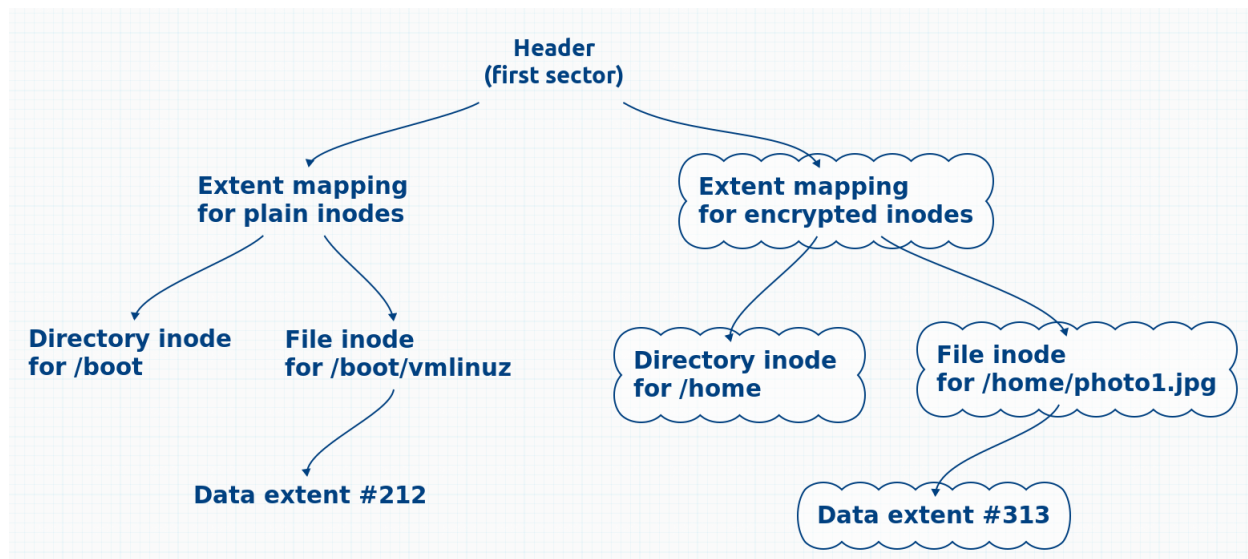 Header
(first sector)
Extent mapping
for plain inodes
Extent mapping
for encrypted inodes
Directory inode
for /boot
File inode
for /boot/vmlinuz
Directory inode
for /home
File inode
for /home/photo1.jpg
Data extent #212
Data extent #313